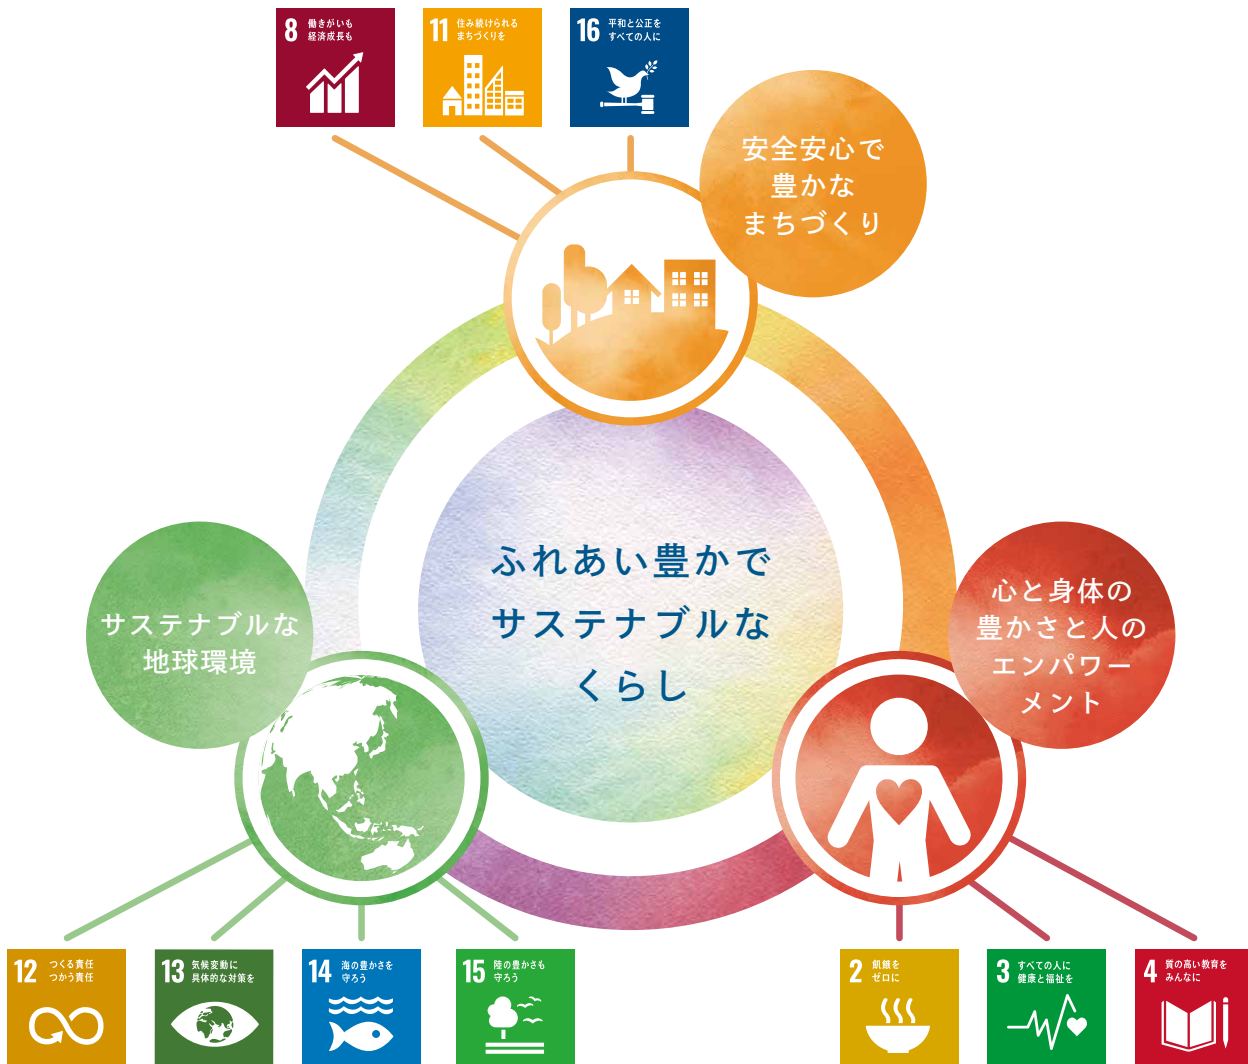 8 働きがいも
経済成長も
11 住み続けられる
まちづくりを
16 平和と公正を
すべての人に
安全安心で
豊かな
まちづくり
ふれあい豊かで
サステナブルな
くらし
サステナブルな
地球環境
心と身体の
豊かさと人の
エンパワー
メント
12 つくる責任
つかう責任
13 気候変動に
具体的な対策を
14 海の豊かさを
守ろう
15 陸の豊かさも
守ろう
2 飢餓を
ゼロに
3 すべての人に
健康と福祉を
4 質の高い教育を
みんなに